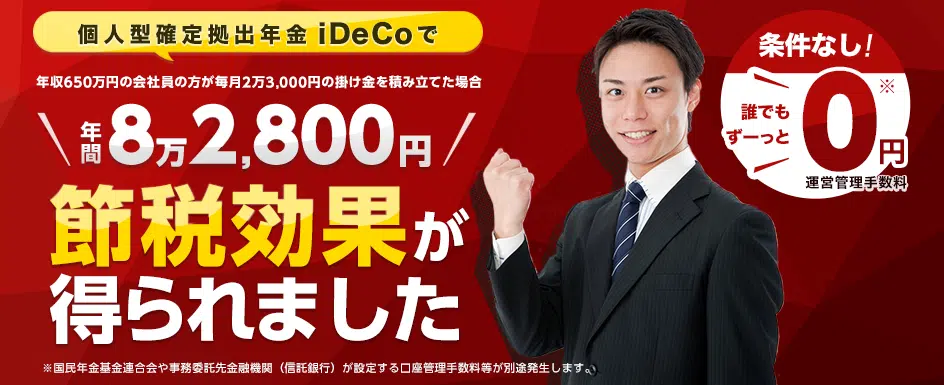 個人型確定拠出年金 iDeCoで
年収650万円の会社員の方が毎月2万3,000円の掛け金を積み立てた場合
年間8万2,800円
節税効果が
得られました
条件なし!
誰でも
ずーっと
0円※
運営管理手数料
※国民年金基金連合会や事務委託先金融機関（信託銀行）が設定する口座管理手数料等が別途発生します。